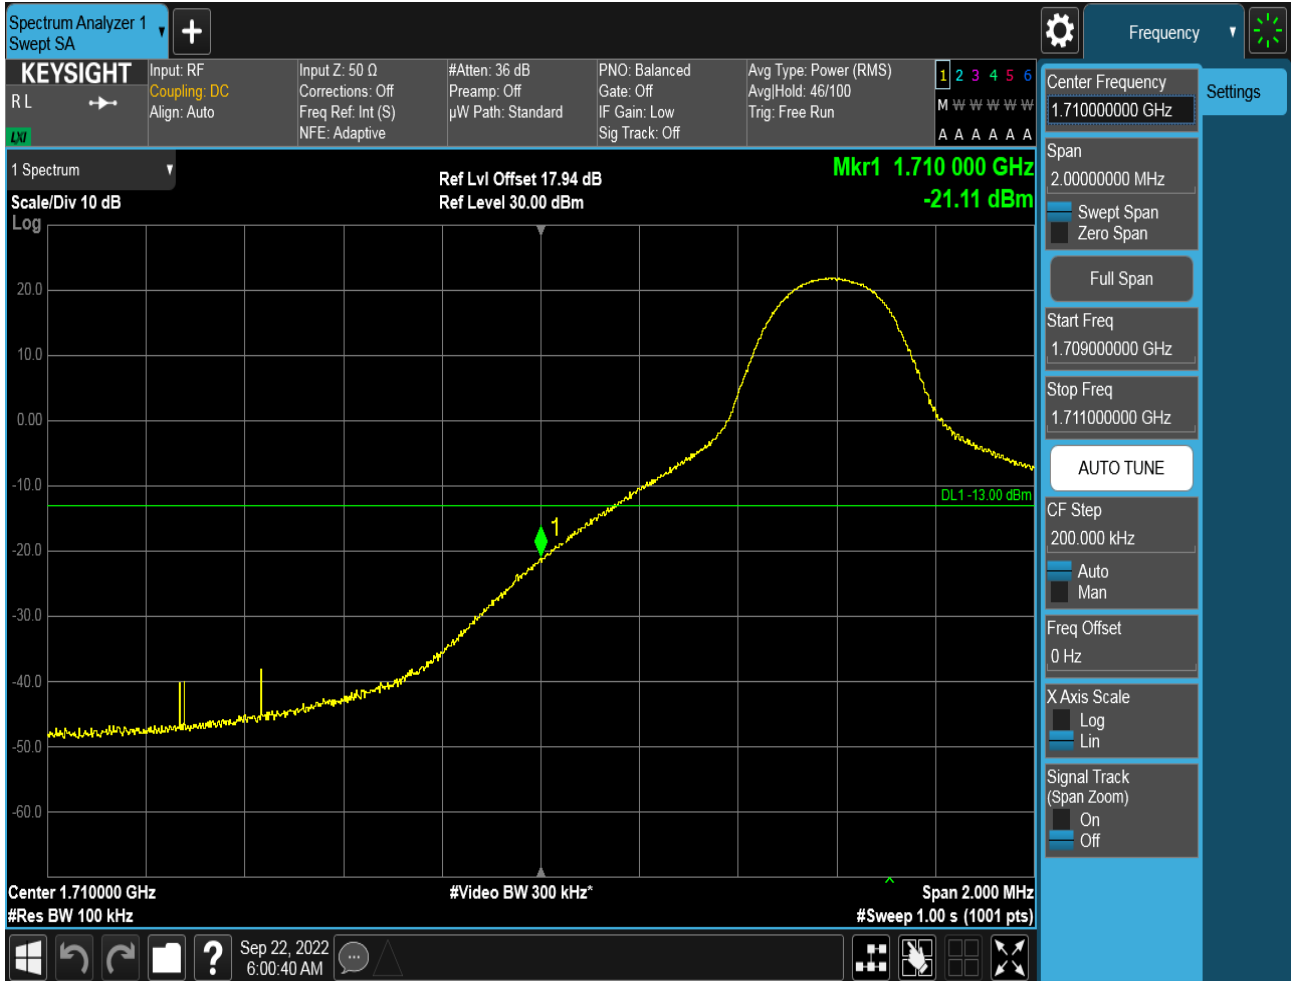 Spectrum Analyzer 1
Swept SA
Frequency
KEYSIGHT
R L
LXI
Input: RF
Coupling: DC
Align: Auto
Input Z: 50 Ω
Corrections: Off
Freq Ref: Int (S)
NFE: Adaptive
#Atten: 36 dB
Preamp: Off
µW Path: Standard
PNO: Balanced
Gate: Off
IF Gain: Low
Sig Track: Off
Avg Type: Power (RMS)
Avg|Hold: 46/100
Trig: Free Run
1 2 3 4 5 6
M W W W W W
A A A A A A
1 Spectrum
Scale/Div 10 dB
Log
Ref Lvl Offset 17.94 dB
Ref Level 30.00 dBm
Mkr1 1.710 000 GHz
-21.11 dBm
20.0
10.0
0.00
-10.0
-20.0
-30.0
-40.0
-50.0
-60.0
DL1 -13.00 dBm
1
Center 1.710000 GHz
#Res BW 100 kHz
#Video BW 300 kHz*
Span 2.000 MHz
#Sweep 1.00 s (1001 pts)
Sep 22, 2022
6:00:40 AM
Center Frequency
1.710000000 GHz
Settings
Span
2.00000000 MHz
Swept Span
Zero Span
Full Span
Start Freq
1.709000000 GHz
Stop Freq
1.711000000 GHz
AUTO TUNE
CF Step
200.000 kHz
Auto
Man
Freq Offset
0 Hz
X Axis Scale
Log
Lin
Signal Track
(Span Zoom)
On
Off